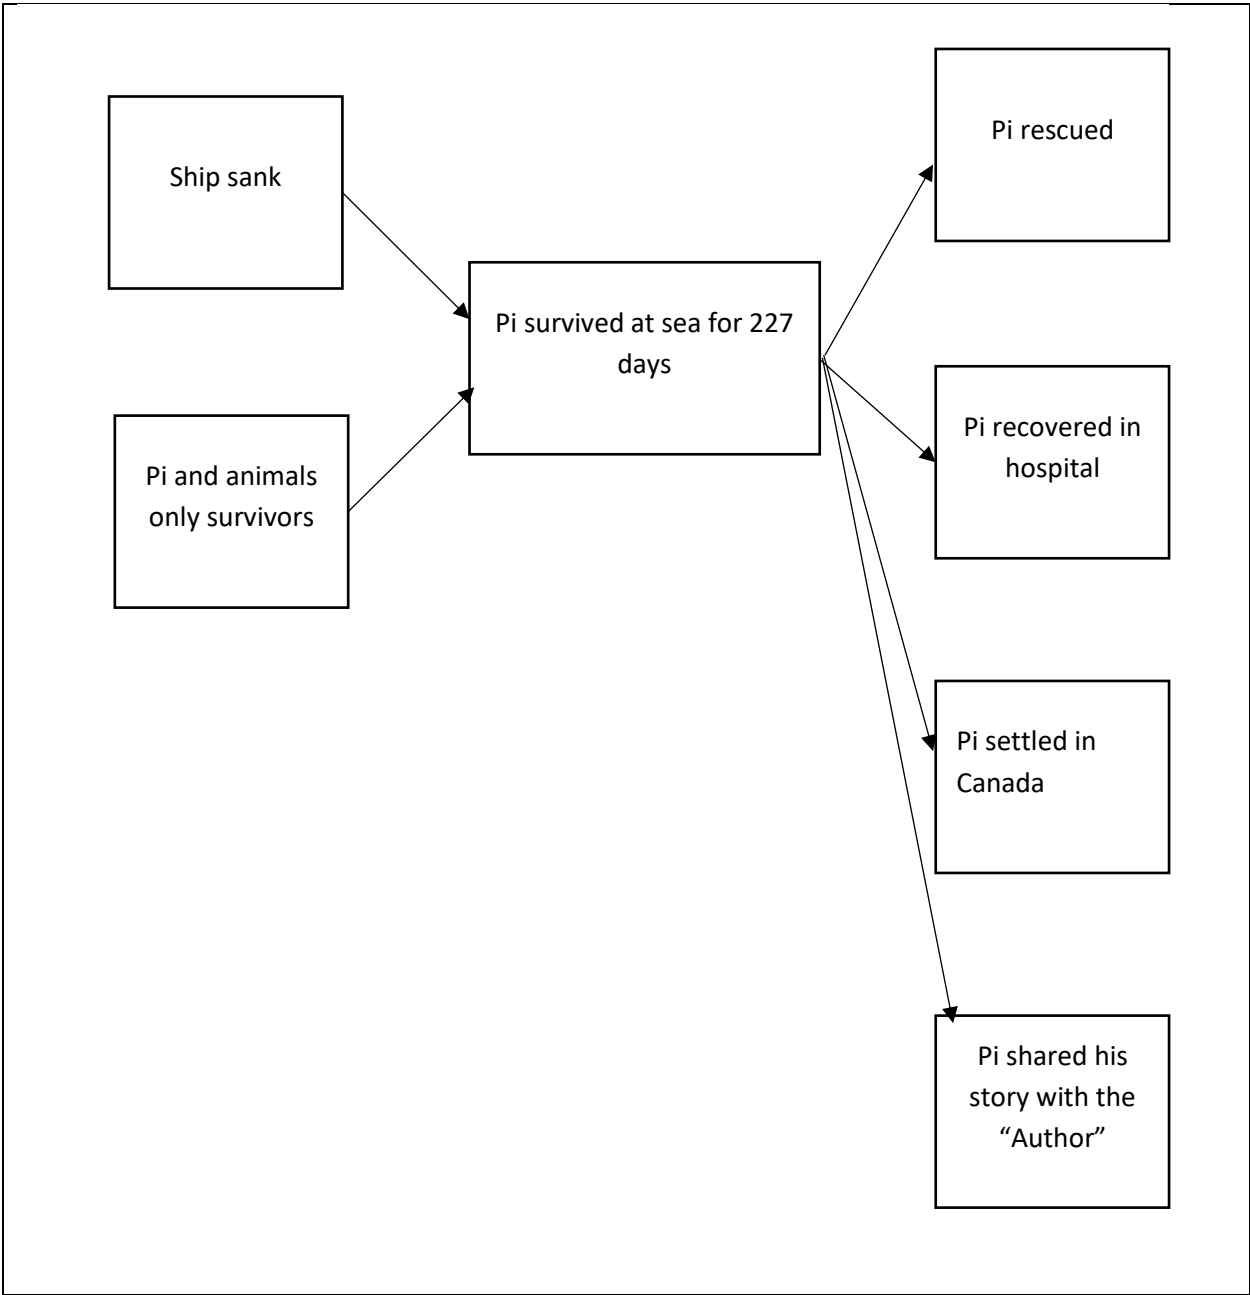 Ship sank
Pi and animals
only survivors
Pi survived at sea for 227
days
Pi rescued
Pi recovered in
hospital
Pi settled in
Canada
Pi shared his
story with the
“Author”